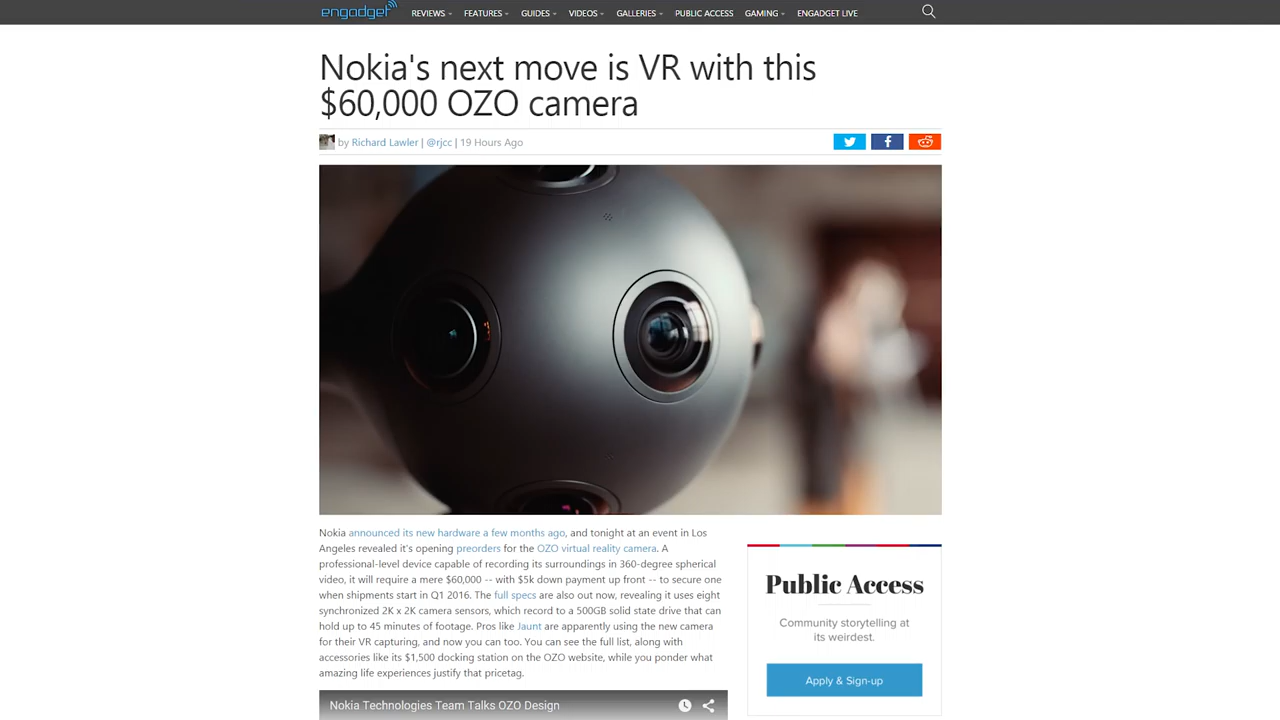 engadget REVIEWS FEATURES GUIDES VIDEOS GALLERIES PUBLIC ACCESS GAMING ENGADGET LIVE
Nokia's next move is VR with this
$60,000 OZO camera
by Richard Lawler | @rjcc | 19 Hours Ago
Nokia announced its new hardware a few months ago, and tonight at an event in Los
Angeles revealed it's opening preorders for the OZO virtual reality camera. A
professional-level device capable of recording its surroundings in 360-degree spherical
video, it will require a mere $60,000 -- with $5k down payment up front -- to secure one
when shipments start in Q1 2016. The full specs are also out now, revealing it uses eight
synchronized 2K x 2K camera sensors, which record to a 500GB solid state drive that can
hold up to 45 minutes of footage. Pros like Jaunt are apparently using the new camera
for their VR capturing, and now you can too. You can see the full list, along with
accessories like its $1,500 docking station on the OZO website, while you ponder what
amazing life experiences justify that pricetag.
Nokia Technologies Team Talks OZO Design
Public Access
Community storytelling at
its weirdest.
Apply & Sign-up